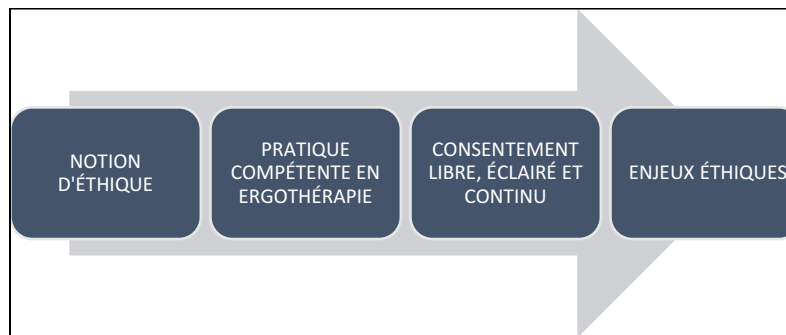 NOTION
D'ÉTHIQUE
PRATIQUE
COMPÉTENTE EN
ERGOTHÉRAPIE
CONSENTEMENT
LIBRE, ÉCLAIRÉ ET
CONTINU
ENJEUX ÉTHIQUES